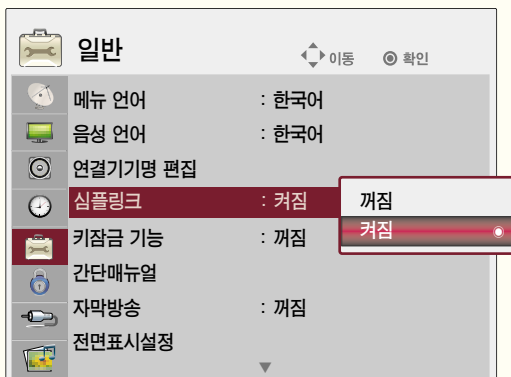 일반
이동 확인
메뉴 언어 : 한국어
음성 언어 : 한국어
연결기기명 편집
심플링크 : 켜짐
꺼짐
켜짐
키잠금 기능 : 꺼짐
간단매뉴얼
자막방송 : 꺼짐
전면표시설정